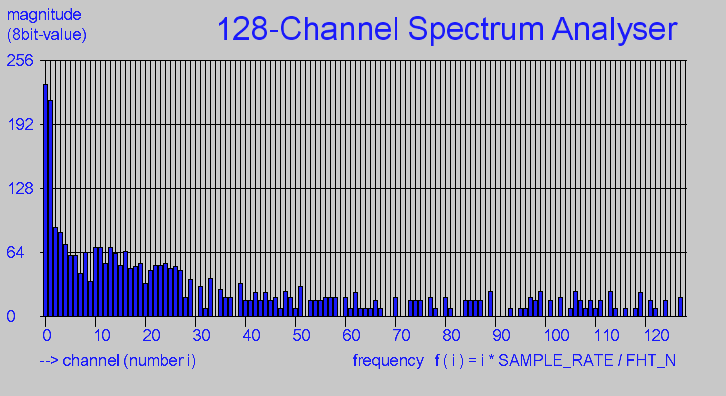 magnitude
(8bit-value)
128-Channel Spectrum Analyser
256
192
128
64
0
0 10 20 30 40 50 60 70 80 90 100 110 120
--> channel (number i)
frequency f ( i ) = i * SAMPLE_RATE / FHT_N